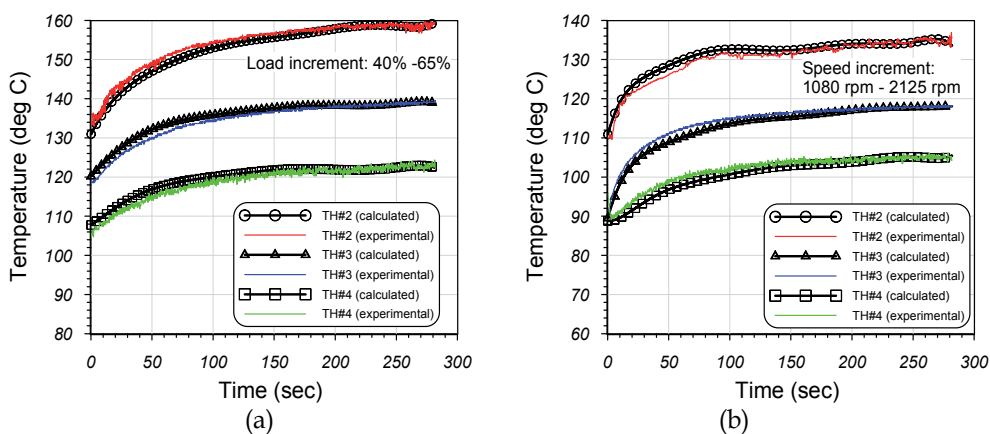 160
150
140
130
120
110
100
90
80
Temperature (deg C)
Load increment: 40% -65%
TH#2 (calculated)
TH#2 (experimental)
TH#3 (calculated)
TH#3 (experimental)
TH#4 (calculated)
TH#4 (experimental)
0 50 100 150 200 250 300
Time (sec)
(a)
140
130
120
110
100
90
80
70
60
Temperature (deg C)
Speed increment:
1080 rpm - 2125 rpm
TH#2 (calculated)
TH#2 (experimental)
TH#3 (calculated)
TH#3 (experimental)
TH#4 (calculated)
TH#4 (experimental)
0 50 100 150 200 250 300
Time (sec)
(b)